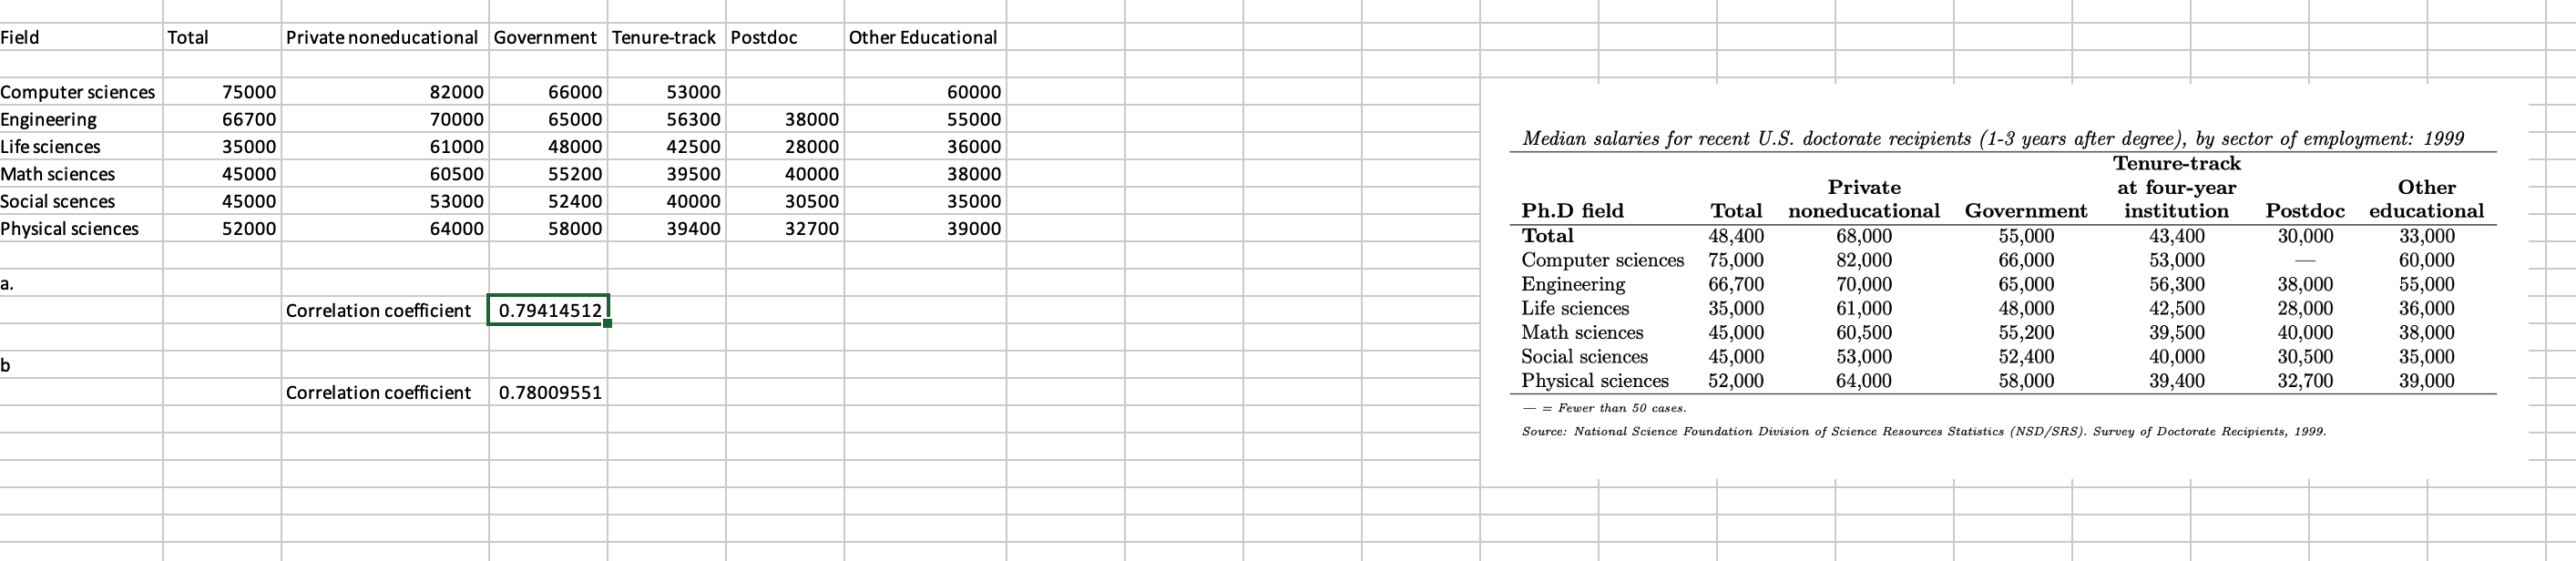 Field Total Private noneducational Government Tenure-track Postdoc Other Educational
Computer sciences 75000 82000 66000 53000 60000
Engineering 66700 70000 65000 56300 38000 55000
Life sciences 35000 61000 48000 42500 28000 36000
Math sciences 45000 60500 55200 39500 40000 38000
Social scences 45000 53000 52400 40000 30500 35000
Physical sciences 52000 64000 58000 39400 32700 39000
a.
Correlation coefficient 0.79414512
b
Correlation coefficient 0.78009551
Median salaries for recent U.S. doctorate recipients (1-3 years after degree), by sector of employment: 1999
Tenure-track
Private at four-year Other
Ph.D field Total noneducational Government institution Postdoc educational
Total 48,400 68,000 55,000 43,400 30,000 33,000
Computer sciences 75,000 82,000 66,000 53,000 — 60,000
Engineering 66,700 70,000 65,000 56,300 38,000 55,000
Life sciences 35,000 61,000 48,000 42,500 28,000 36,000
Math sciences 45,000 60,500 55,200 39,500 40,000 38,000
Social sciences 45,000 53,000 52,400 40,000 30,500 35,000
Physical sciences 52,000 64,000 58,000 39,400 32,700 39,000
— = Fewer than 50 cases.
Source: National Science Foundation Division of Science Resources Statistics (NSD/SRS). Survey of Doctorate Recipients, 1999.